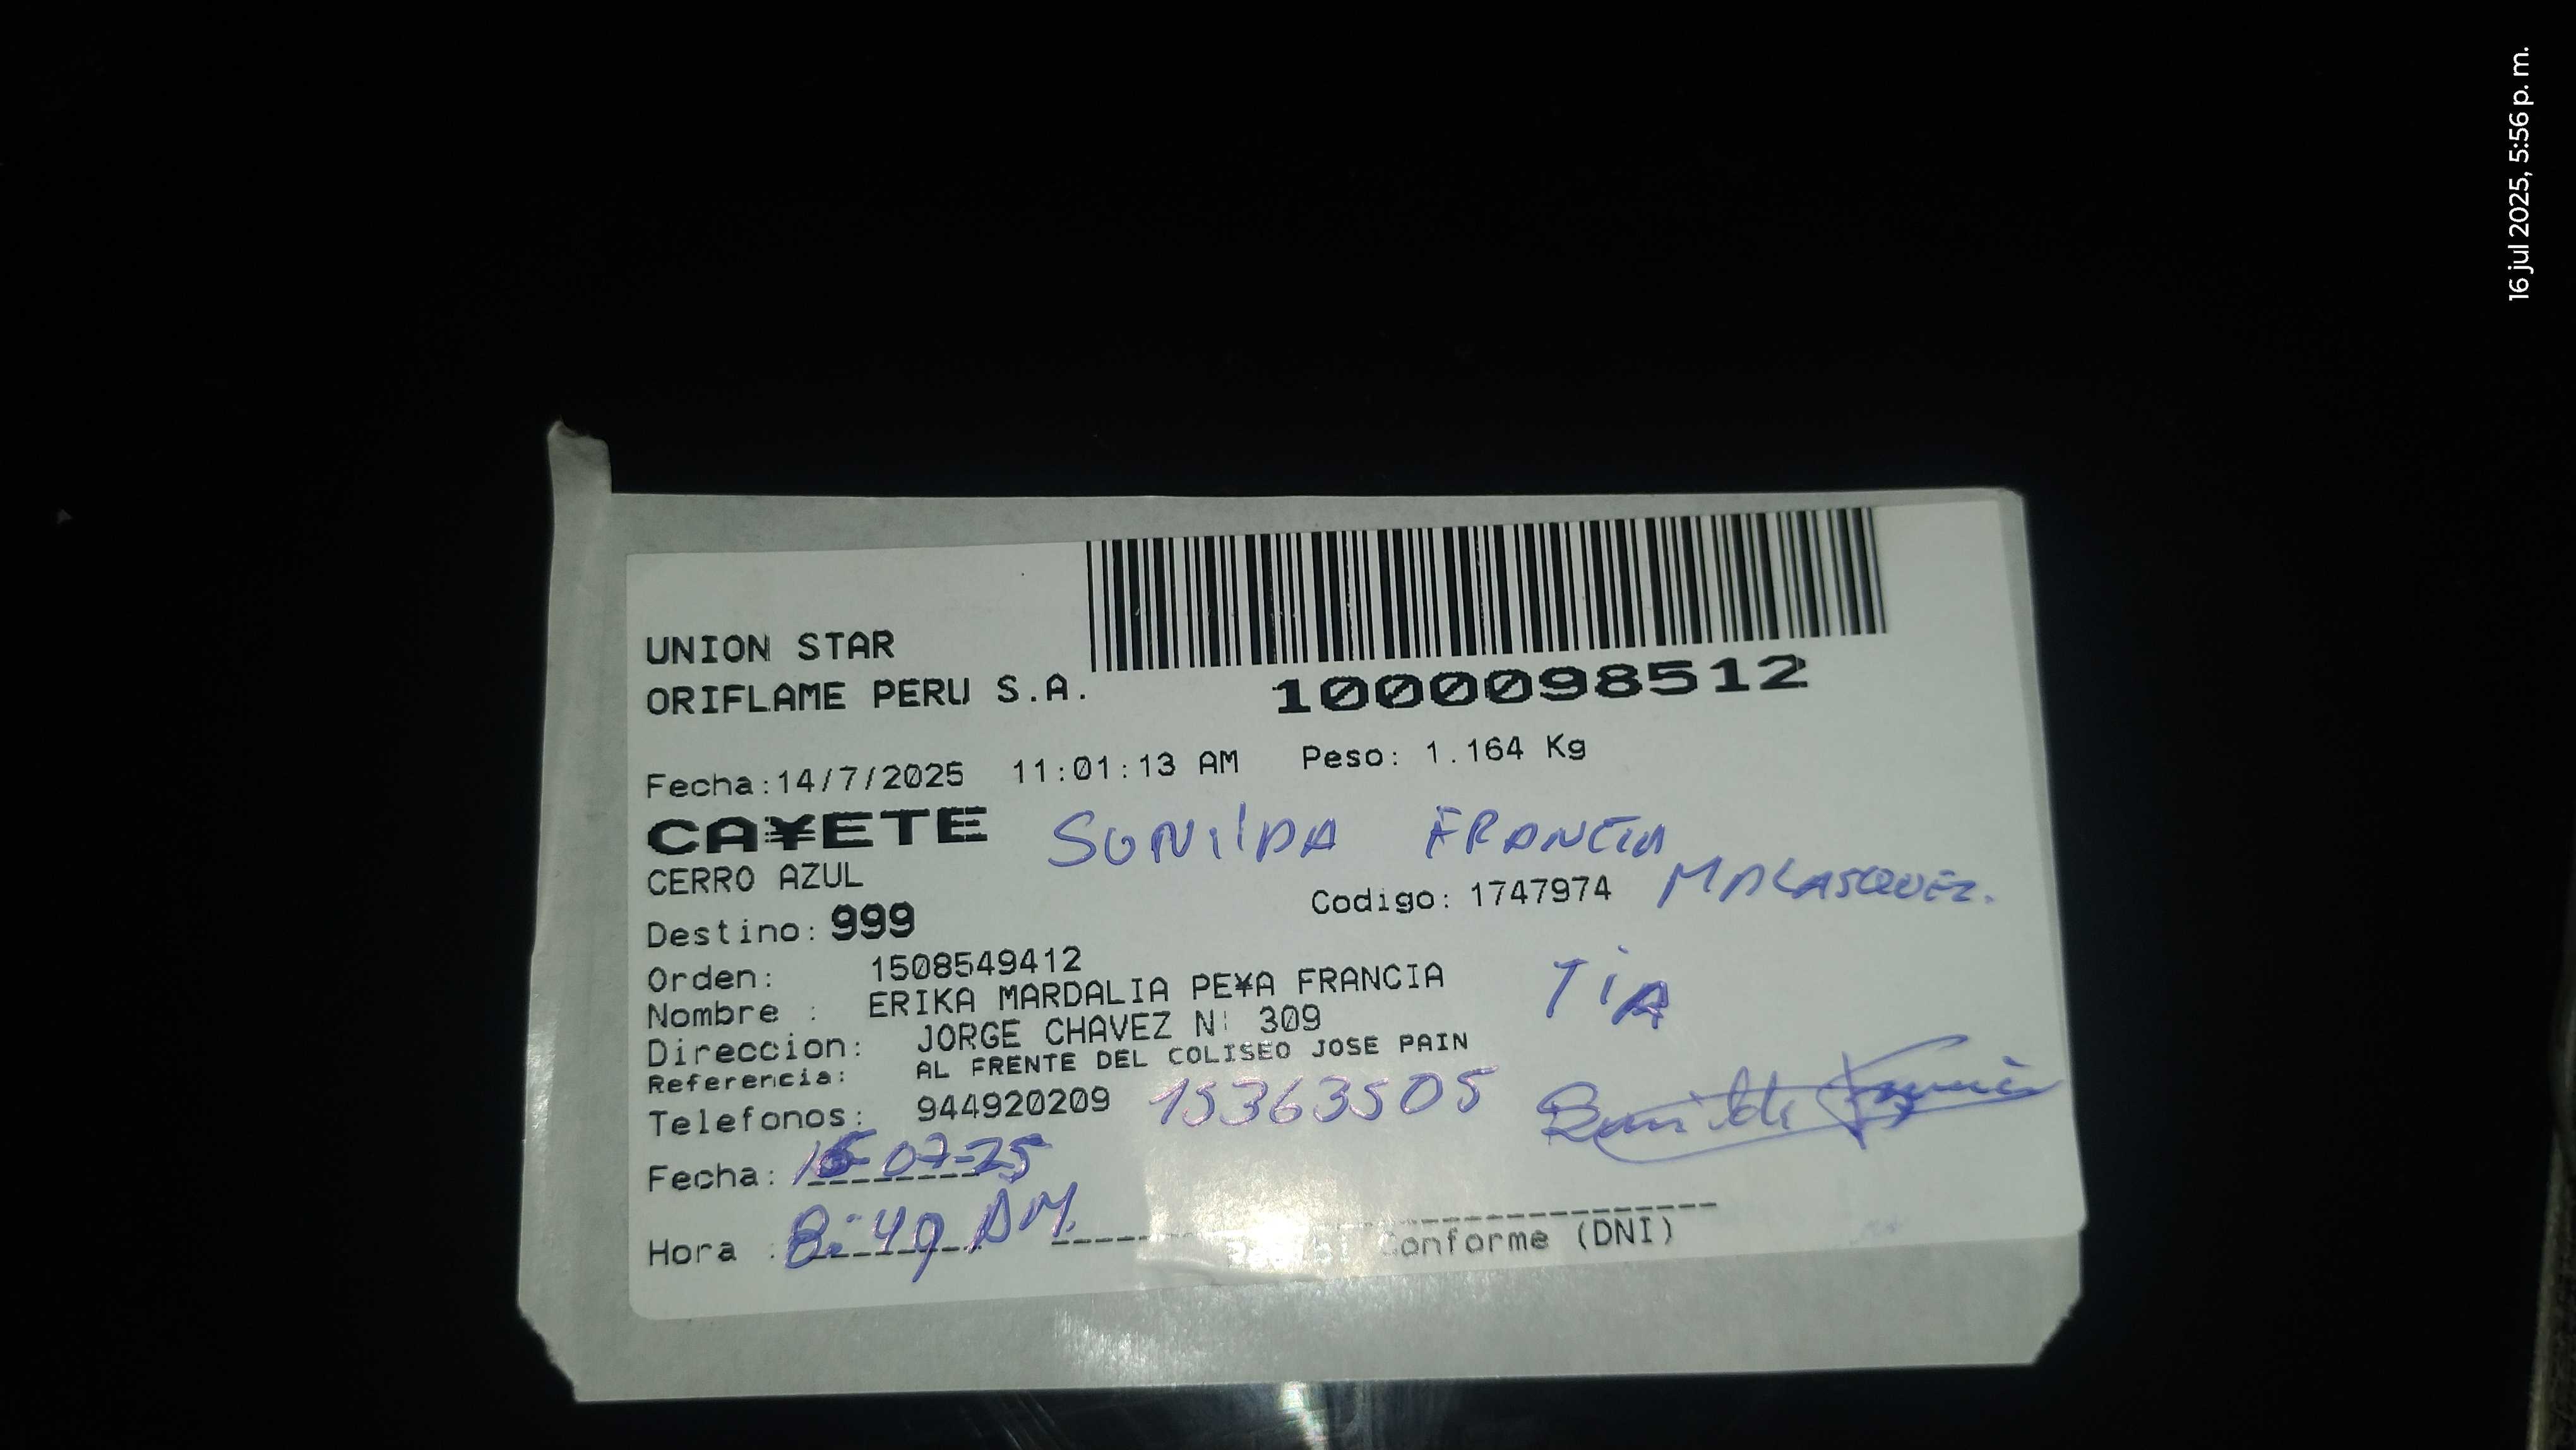 16 jul 2025, 5:56 p. m.
UNION STAR
ORIFLAME PERU S.A.
1000098512
Fecha:14/7/2025 11:01:13 AM Peso: 1.164 Kg
CA¥ETE SUNILDA FRANCIA
CERRO AZUL
Codigo: 1747974 MALASQUEZ.
Destino: 999
Orden: 1508549412
Nombre : ERIKA MARDALIA PE¥A FRANCIA TIA
Direccion: JORGE CHAVEZ N: 309
Referencia: AL FRENTE DEL COLISEO JOSE PAIN
Telefonos: 944920209 15363505
Fecha: 15-07-25
Hora : 8:49 AM.
Conforme (DNI)